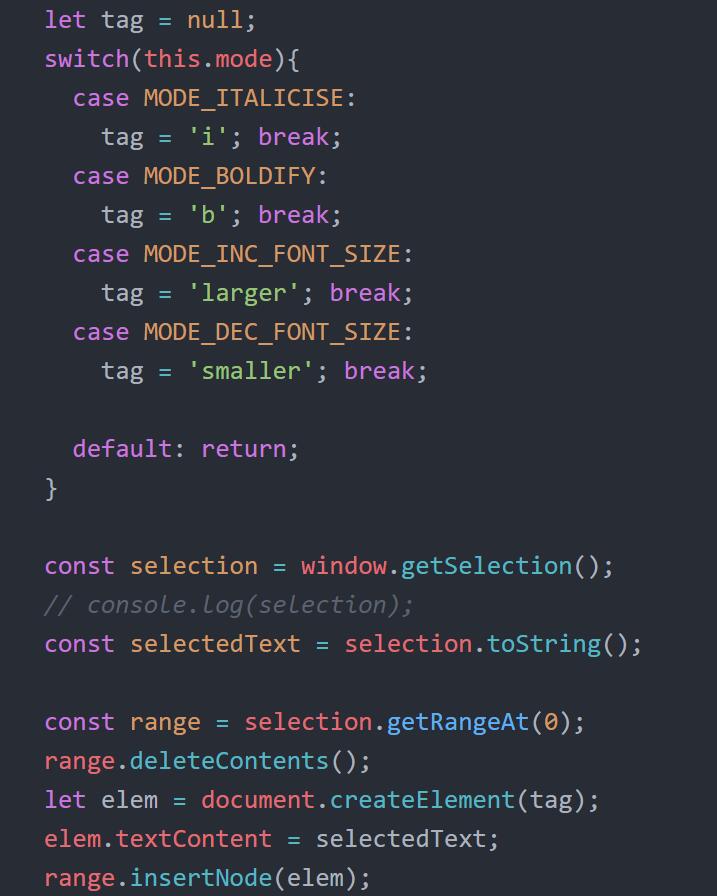 let tag = null;
switch(this.mode){
  case MODE_ITALICISE:
    tag = 'i'; break;
  case MODE_BOLDIFY:
    tag = 'b'; break;
  case MODE_INC_FONT_SIZE:
    tag = 'larger'; break;
  case MODE_DEC_FONT_SIZE:
    tag = 'smaller'; break;

  default: return;
}

const selection = window.getSelection();
// console.log(selection);
const selectedText = selection.toString();

const range = selection.getRangeAt(0);
range.deleteContents();
let elem = document.createElement(tag);
elem.textContent = selectedText;
range.insertNode(elem);